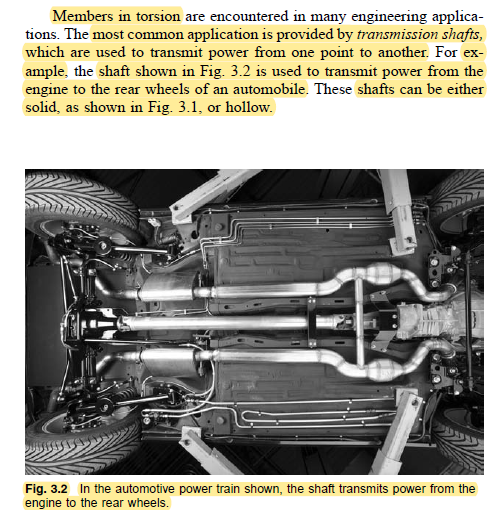 Members in torsion are encountered in many engineering applica-
tions. The most common application is provided by transmission shafts,
which are used to transmit power from one point to another. For ex-
ample, the shaft shown in Fig. 3.2 is used to transmit power from the
engine to the rear wheels of an automobile. These shafts can be either
solid, as shown in Fig. 3.1, or hollow.
Fig. 3.2 In the automotive power train shown, the shaft transmits power from the
engine to the rear wheels.